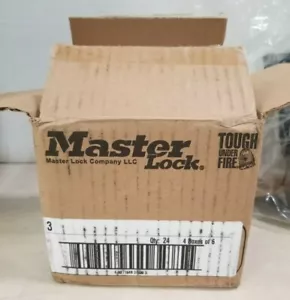 Master
Lock®
Master Lock Company LLC
TOUGH
UNDER
FIRE
3
Qty: 24 4 Boxes of 6